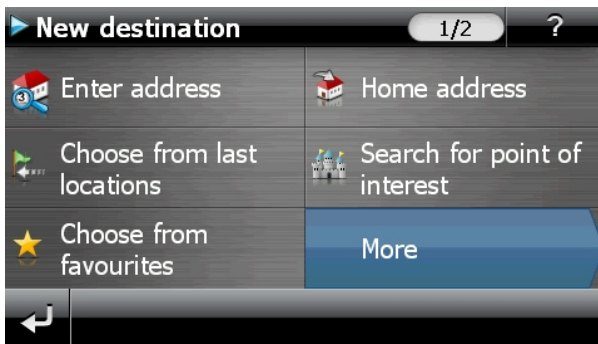 New destination
1/2
?
Enter address
Home address
Choose from last
locations
Search for point of
interest
Choose from
favourites
More